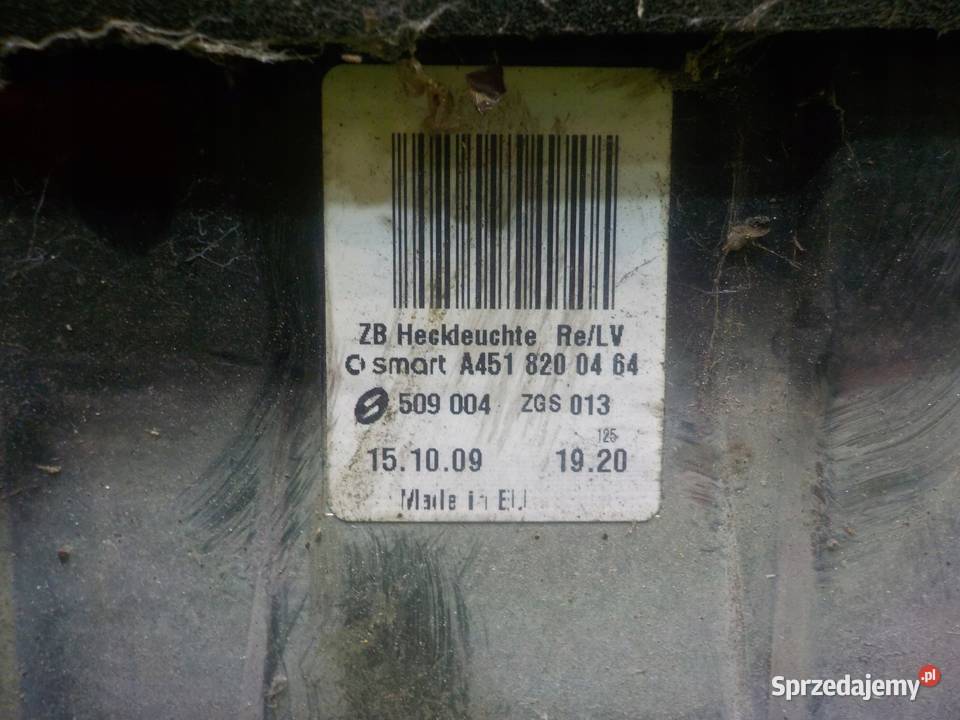 ZB Heckleuchte Re/LV
smart A451 820 04 64
509 004 ZGS 013
125
15.10.09 19.20
Made in EU
Sprzedajemy.pl